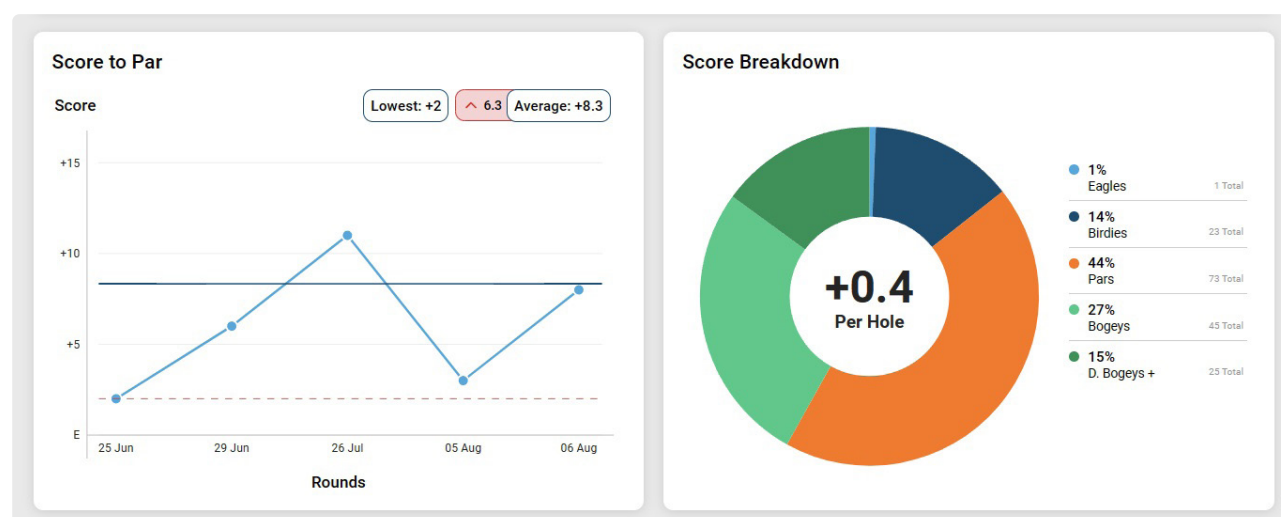 Score to Par
Score
Lowest: +2
6.3
Average: +8.3
+15
+10
+5
E
25 Jun
29 Jun
26 Jul
05 Aug
06 Aug
Rounds
Score Breakdown
+0.4
Per Hole
1%
Eagles
1 Total
14%
Birdies
23 Total
44%
Pars
73 Total
27%
Bogeys
45 Total
15%
D. Bogeys +
25 Total